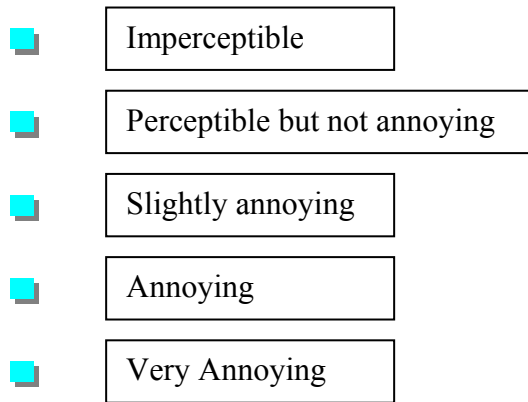 Imperceptible
Perceptible but not annoying
Slightly annoying
Annoying
Very Annoying